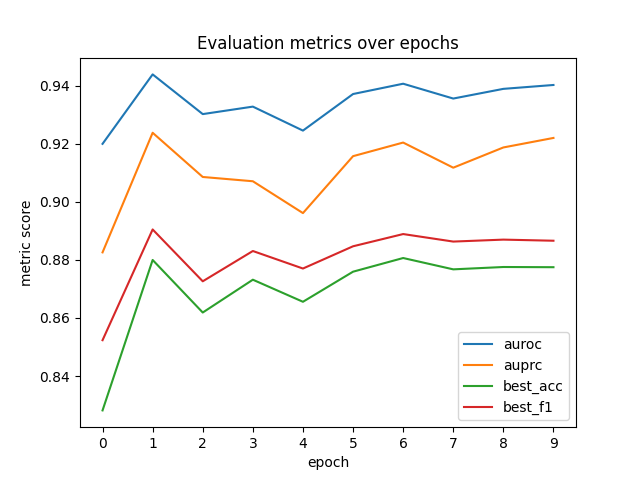 Evaluation metrics over epochs
metric score
0.94
0.92
0.90
0.88
0.86
0.84
auroc
auprc
best_acc
best_f1
0 1 2 3 4 5 6 7 8 9
epoch